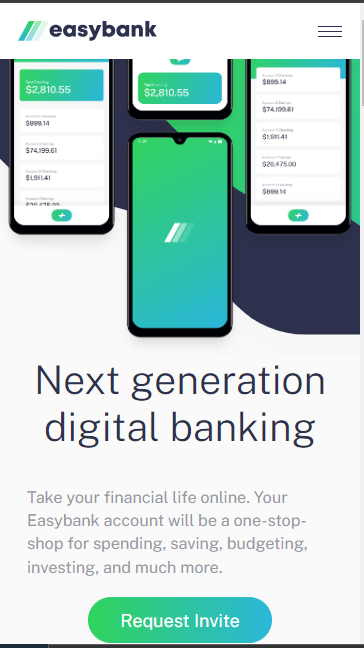 easybank
Total Checking
$2,810.55
$899.14
$74,199.61
$1,911.41
$20,475.00
$2,810.55
$899.14
$74,199.61
$1,911.41
$20,475.00
$899.14
Next generation
digital banking
Take your financial life online. Your
Easybank account will be a one-stop-
shop for spending, saving, budgeting,
investing, and much more.
Request Invite